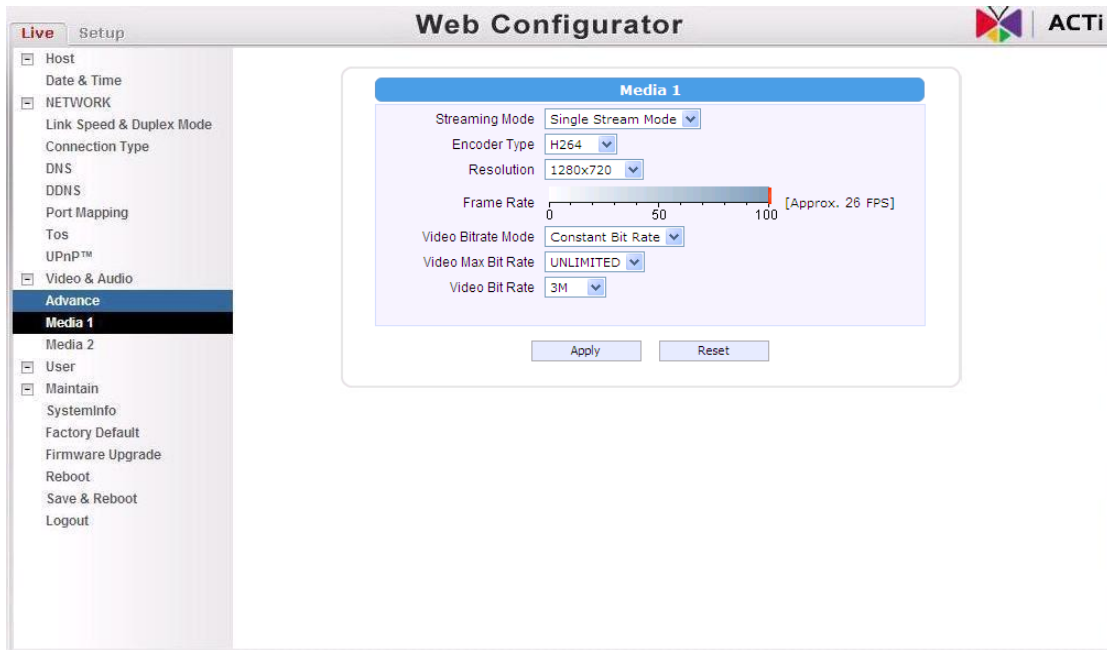 Live Setup
Web Configurator
ACTi
Host
Date & Time
NETWORK
Link Speed & Duplex Mode
Connection Type
DNS
DDNS
Port Mapping
Tos
UPnP™
Video & Audio
Advance
Media 1
Media 2
User
Maintain
SystemInfo
Factory Default
Firmware Upgrade
Reboot
Save & Reboot
Logout
Media 1
Streaming Mode Single Stream Mode
Encoder Type H264
Resolution 1280x720
Frame Rate 0 50 100 [Approx. 26 FPS]
Video Bitrate Mode Constant Bit Rate
Video Max Bit Rate UNLIMITED
Video Bit Rate 3M
Apply Reset